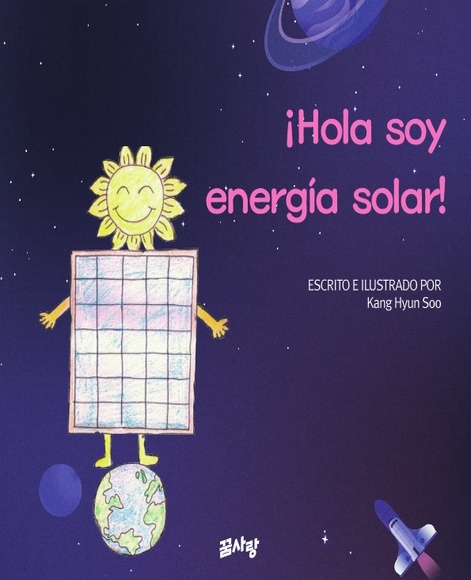 ¡Hola soy
energía solar!
ESCRITO E ILUSTRADO POR
Kang Hyun Soo
꿈사랑